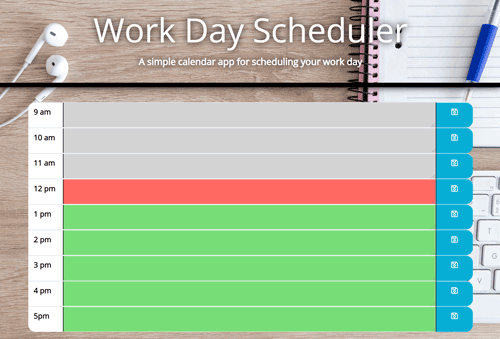 Work Day Scheduler
A simple calendar app for scheduling your work day
9 am
10 am
11 am
12 pm
1 pm
2 pm
3 pm
4 pm
5pm
V